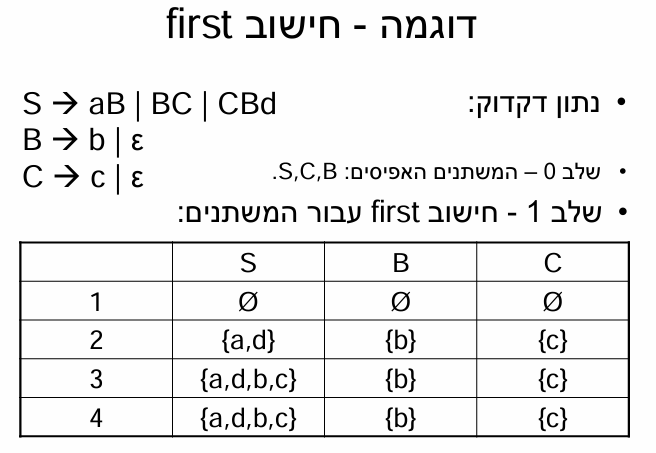 דוגמה - חישוב first
• נתון דקדוק:
S → aB | BC | CBd
B → b | ε
C → c | ε
• שלב 0 – המשתנים האפיסים: S,C,B.
• שלב 1 - חישוב first עבור המשתנים:
S B C
1 Ø Ø Ø
2 {a,d} {b} {c}
3 {a,d,b,c} {b} {c}
4 {a,d,b,c} {b} {c}